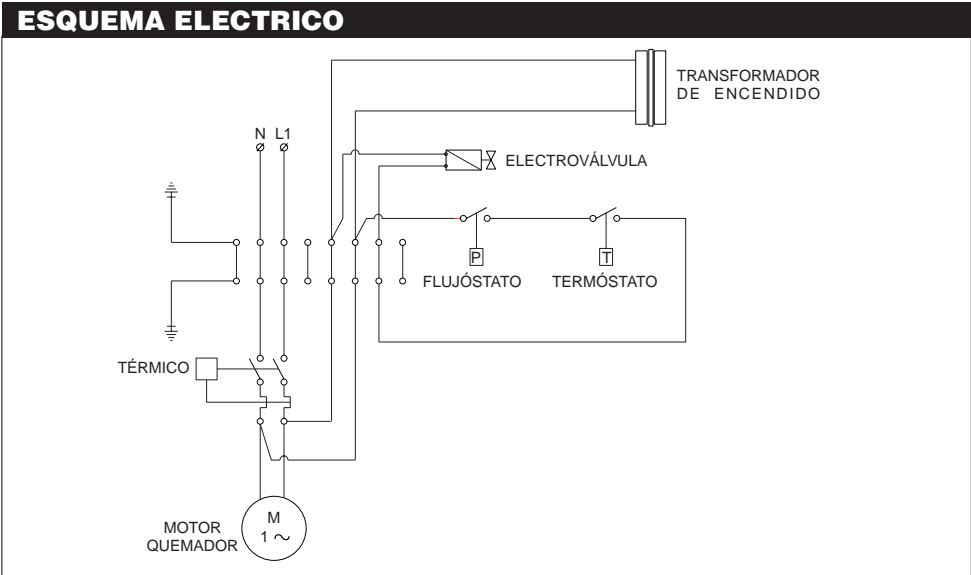 ESQUEMA ELECTRICO
TRANSFORMADOR
DE ENCENDIDO
N L1
ELECTROVÁLVULA
P
T
FLUJÓSTATO
TERMÓSTATO
TÉRMICO
M
1 ~
MOTOR
QUEMADOR